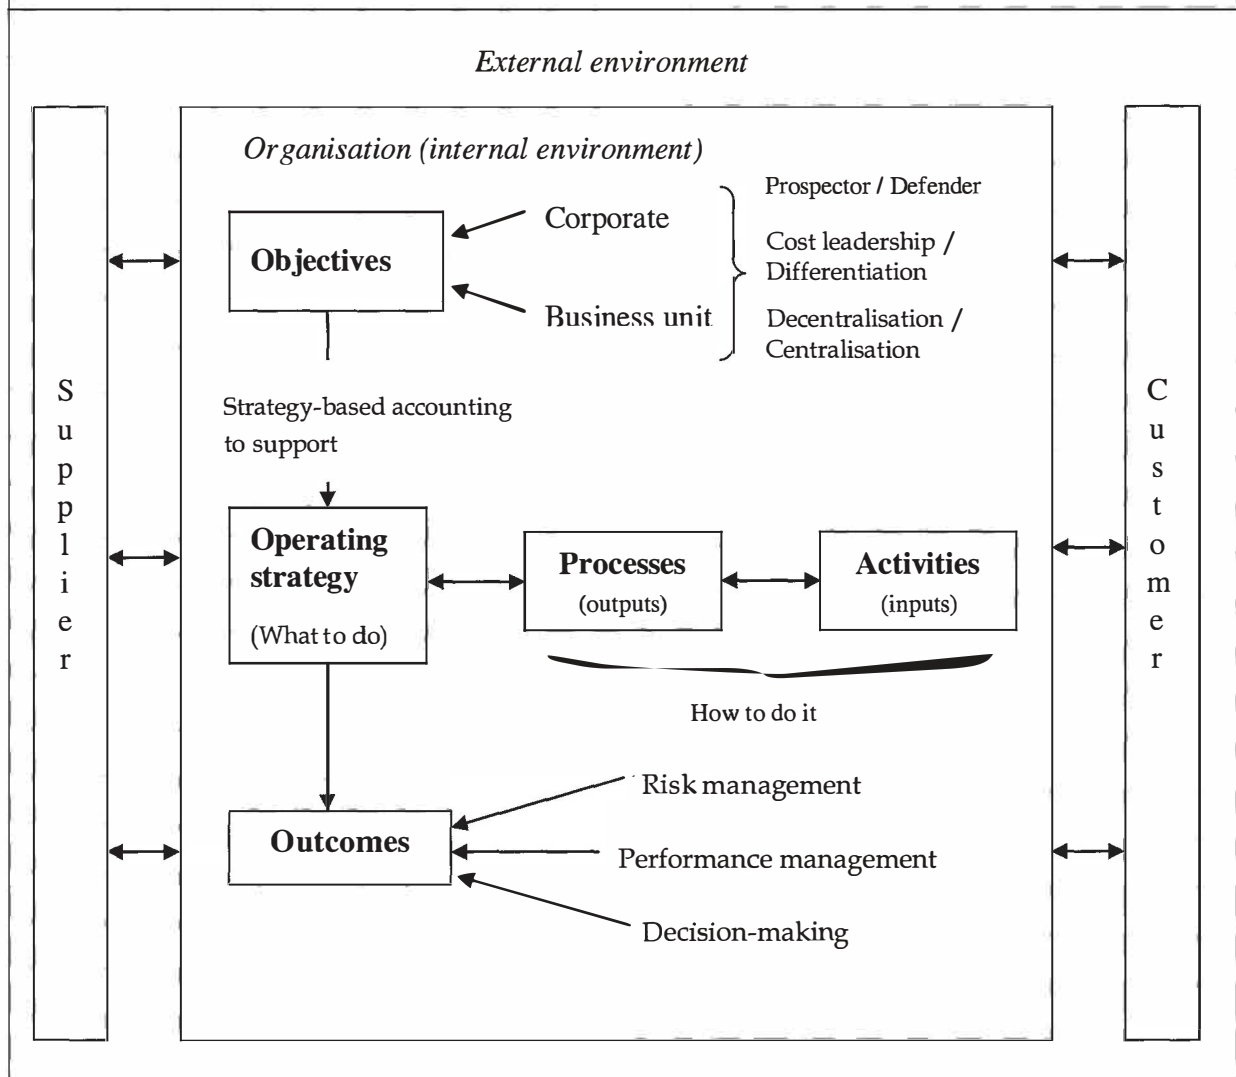 External environment
Organisation (internal environment)
Supplier
Customer
Objectives
Corporate
Business unit
Prospector / Defender
Cost leadership /
Differentiation
Decentralisation /
Centralisation
Strategy-based accounting
to support
Operating
strategy
(What to do)
Processes
(outputs)
Activities
(inputs)
How to do it
Outcomes
Risk management
Performance management
Decision-making